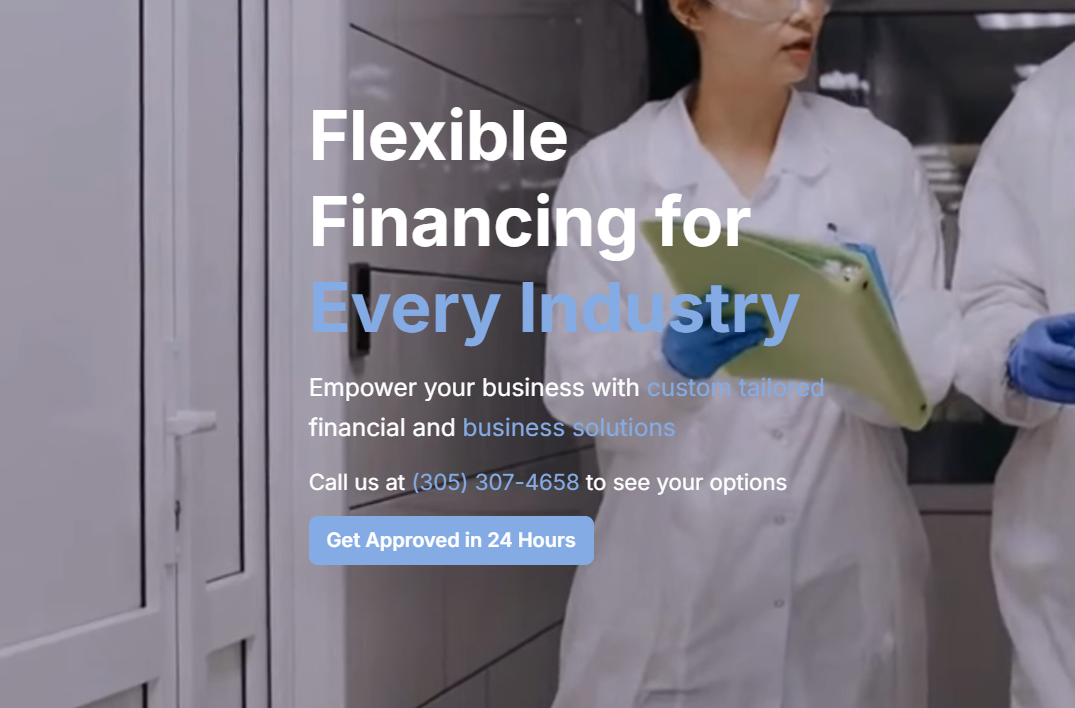 Flexible
Financing for
Every Industry
Empower your business with custom tailored
financial and business solutions
Call us at (305) 307-4658 to see your options
Get Approved in 24 Hours